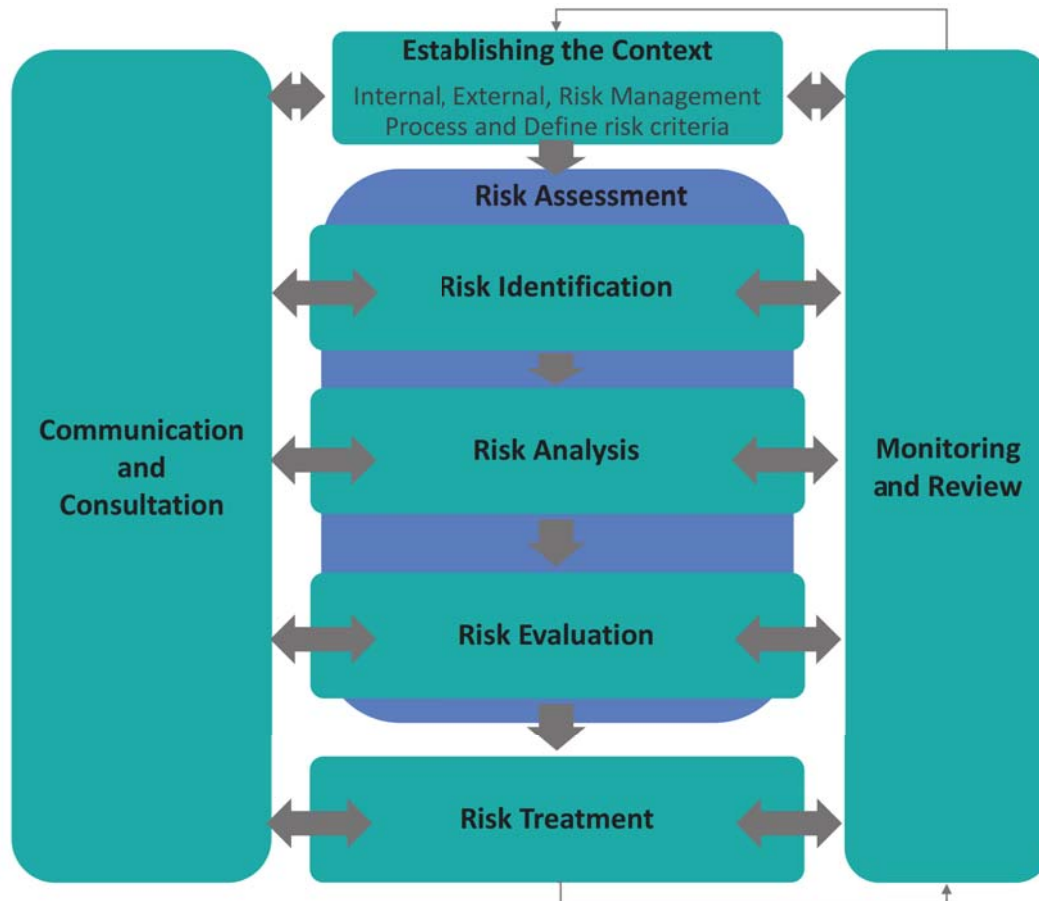 Establishing the Context
Internal, External, Risk Management
Process and Define risk criteria
Risk Assessment
Risk Identification
Risk Analysis
Risk Evaluation
Risk Treatment
Communication
and
Consultation
Monitoring
and Review